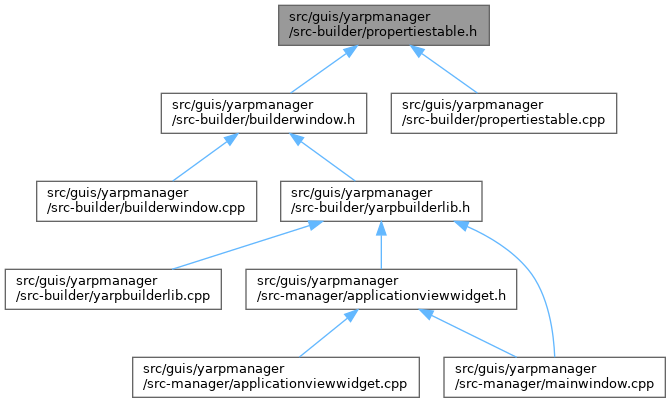 src/guis/yarpmanager
/src-builder/propertiestable.h
src/guis/yarpmanager
/src-builder/builderwindow.h
src/guis/yarpmanager
/src-builder/propertiestable.cpp
src/guis/yarpmanager
/src-builder/builderwindow.cpp
src/guis/yarpmanager
/src-builder/yarpbuilderlib.h
src/guis/yarpmanager
/src-builder/yarpbuilderlib.cpp
src/guis/yarpmanager
/src-manager/applicationviewwidget.h
src/guis/yarpmanager
/src-manager/applicationviewwidget.cpp
src/guis/yarpmanager
/src-manager/mainwindow.cpp